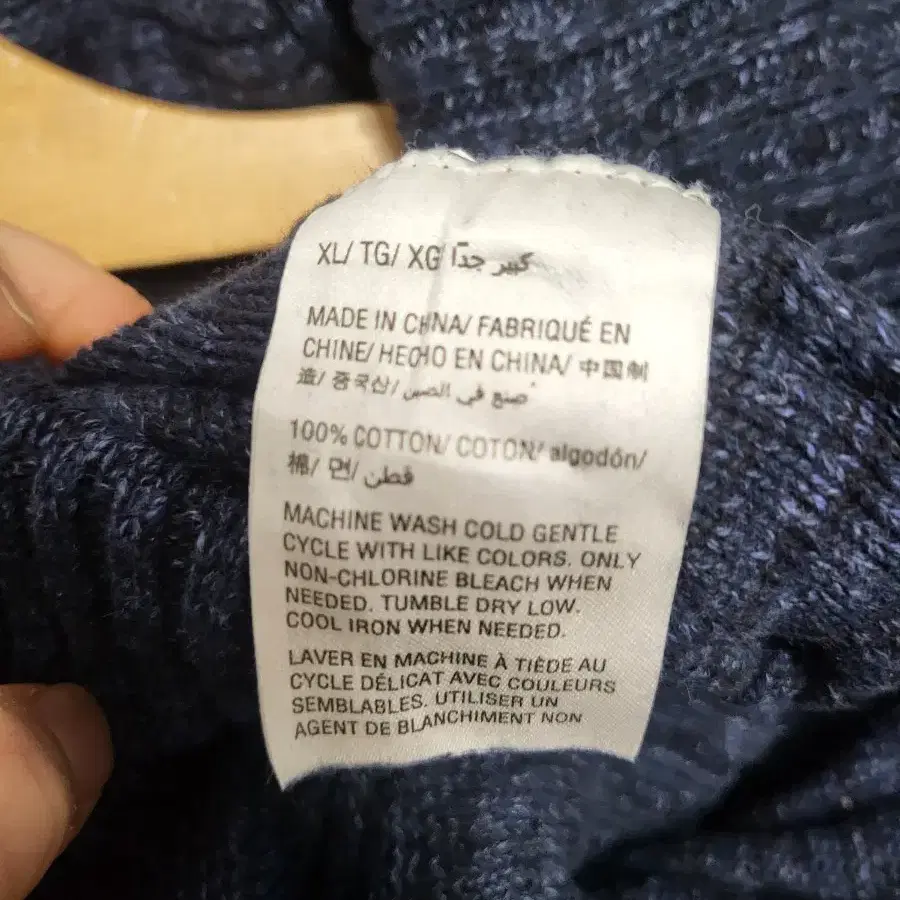 XL/ TG/ XG كبير جدًا
MADE IN CHINA/ FABRIQUÉ EN
CHINE/ HECHO EN CHINA/ 中国制
造/ 중국산/ صنع في الصين
100% COTTON/ COTON/ algodón/
棉/ 면/ قطن
MACHINE WASH COLD GENTLE
CYCLE WITH LIKE COLORS. ONLY
NON-CHLORINE BLEACH WHEN
NEEDED. TUMBLE DRY LOW.
COOL IRON WHEN NEEDED.
LAVER EN MACHINE À TIÈDE AU
CYCLE DÉLICAT AVEC COULEURS
SEMBLABLES. UTILISER UN
AGENT DE BLANCHIMENT NON